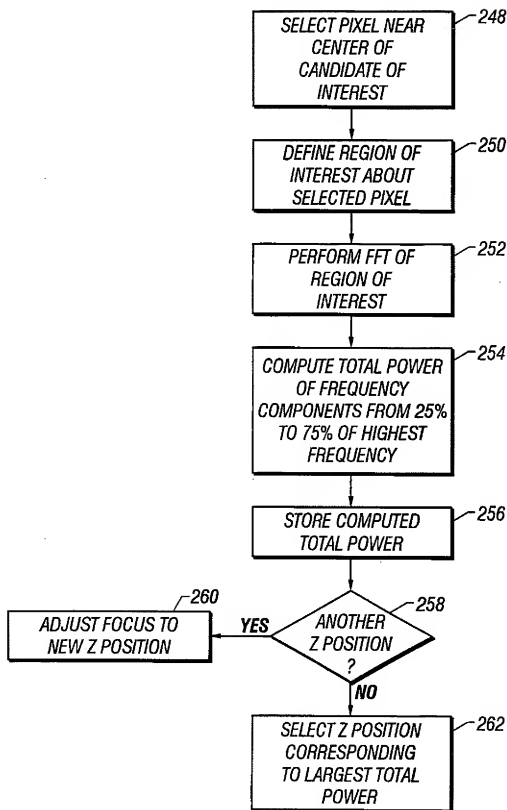 SELECT PIXEL NEAR
CENTER OF
CANDIDATE OF
INTEREST
248
DEFINE REGION OF
INTEREST ABOUT
SELECTED PIXEL
250
PERFORM FFT OF
REGION OF
INTEREST
252
COMPUTE TOTAL POWER
OF FREQUENCY
COMPONENTS FROM 25%
TO 75% OF HIGHEST
FREQUENCY
254
STORE COMPUTED
TOTAL POWER
256
ANOTHER
Z POSITION
?
258
YES
ADJUST FOCUS TO
NEW Z POSITION
260
NO
SELECT Z POSITION
CORRESPONDING
TO LARGEST TOTAL
POWER
262